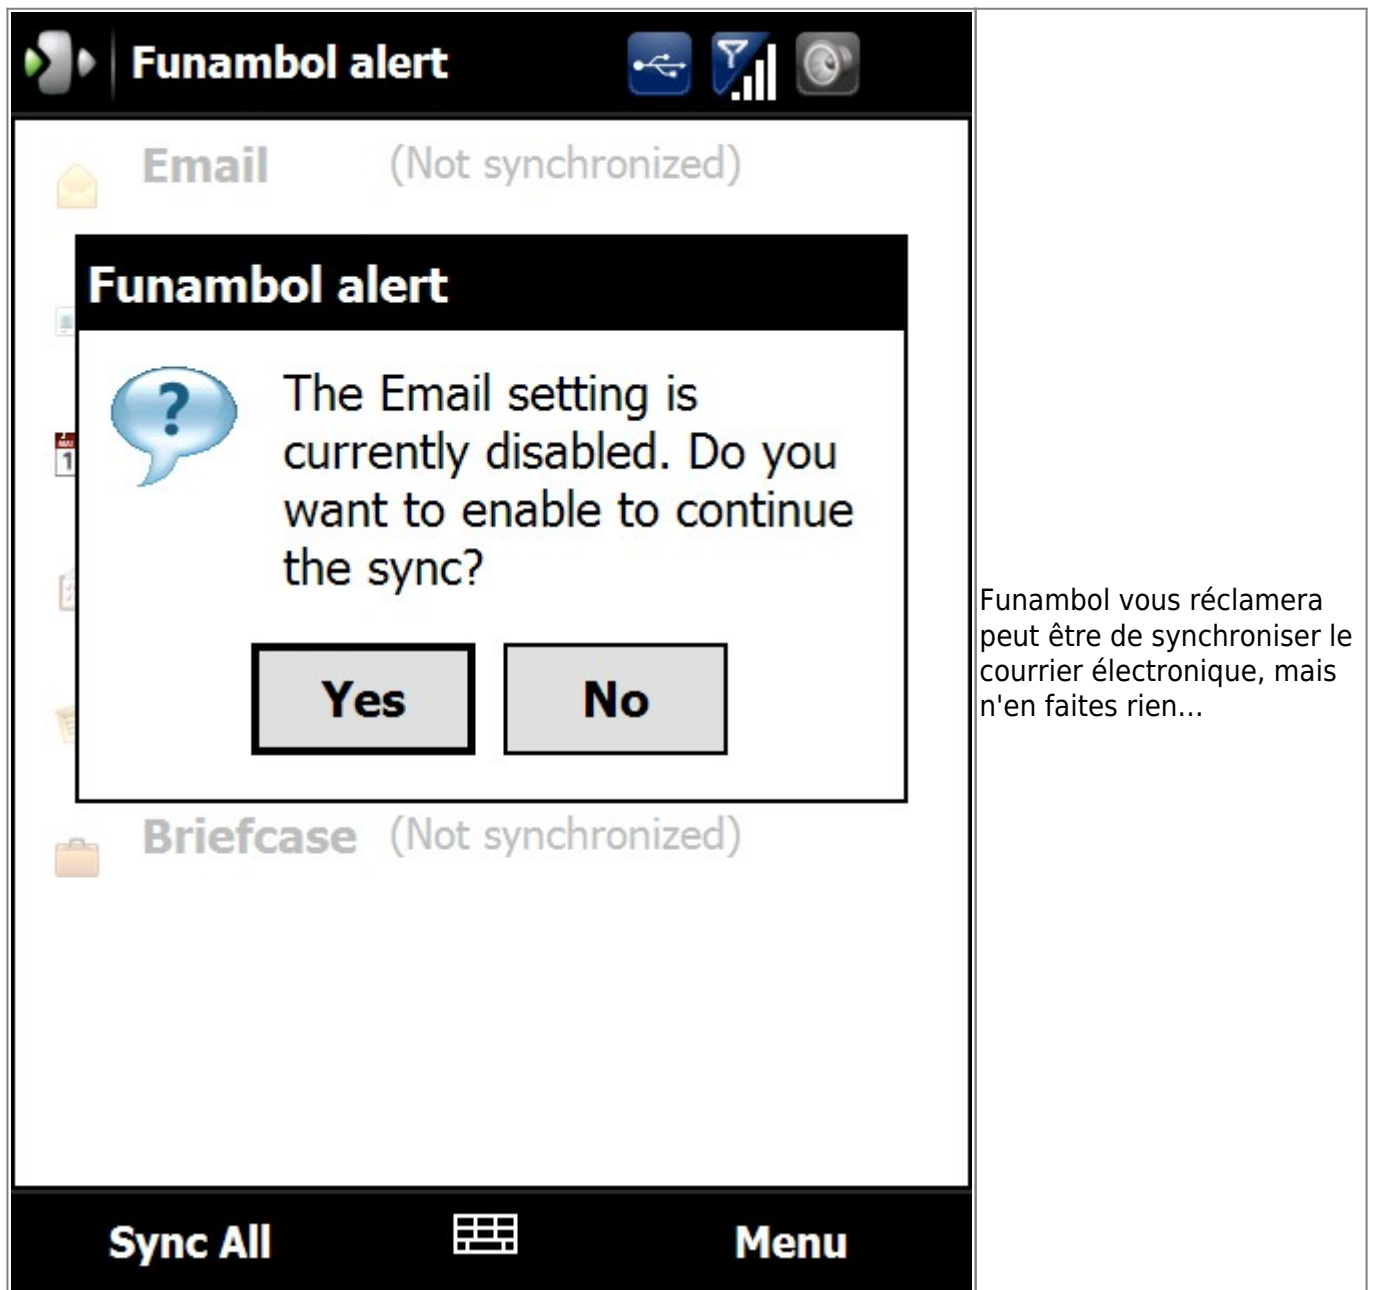 Funambol alert
Email (Not synchronized)
Funambol alert
?
The Email setting is
currently disabled. Do you
want to enable to continue
the sync?
Yes No
Briefcase (Not synchronized)
Sync All Menu
Funambol vous réclamera
peut être de synchroniser le
courrier électronique, mais
n'en faites rien...